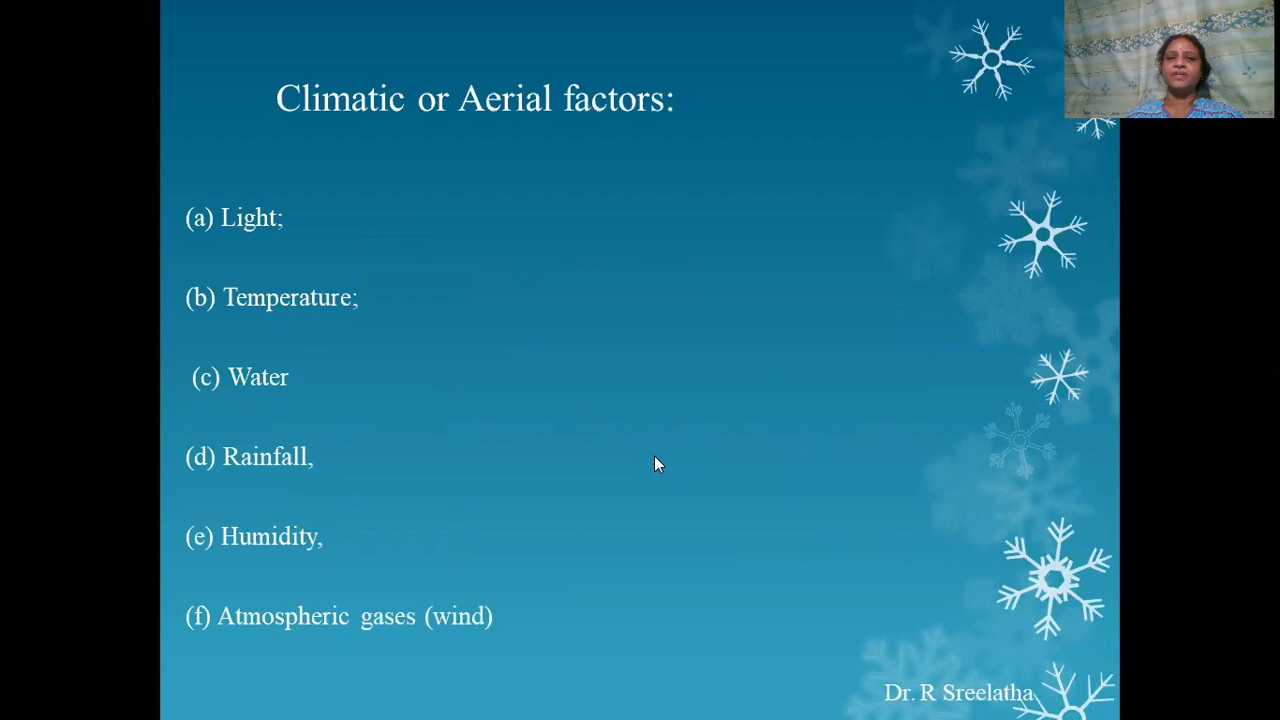 Climatic or Aerial factors:
(a) Light;
(b) Temperature;
(c) Water
(d) Rainfall,
(e) Humidity,
(f) Atmospheric gases (wind)
Dr. R Sreelatha